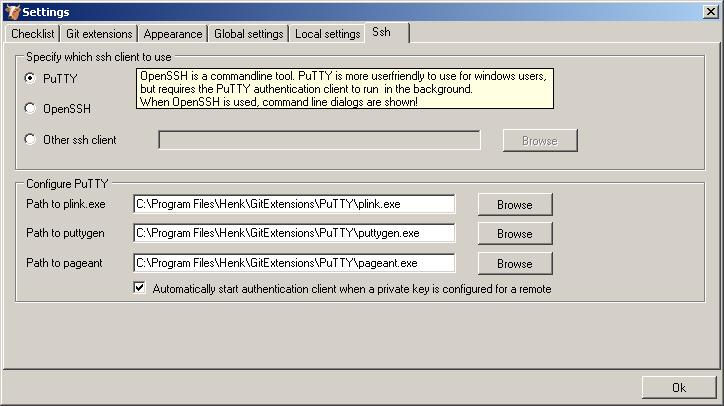 Settings
Checklist Git extensions Appearance Global settings Local settings Ssh
Specify which ssh client to use
PuTTY
OpenSSH is a commandline tool. PuTTY is more userfriendly to use for windows users,
but requires the PuTTY authentication client to run  in the background.
When OpenSSH is used, command line dialogs are shown!
OpenSSH
Other ssh client Browse
Configure PuTTY
Path to plink.exe C:\Program Files\Henk\GitExtensions\PuTTY\plink.exe Browse
Path to puttygen C:\Program Files\Henk\GitExtensions\PuTTY\puttygen.exe Browse
Path to pageant C:\Program Files\Henk\GitExtensions\PuTTY\pageant.exe Browse
Automatically start authentication client when a private key is configured for a remote
Ok